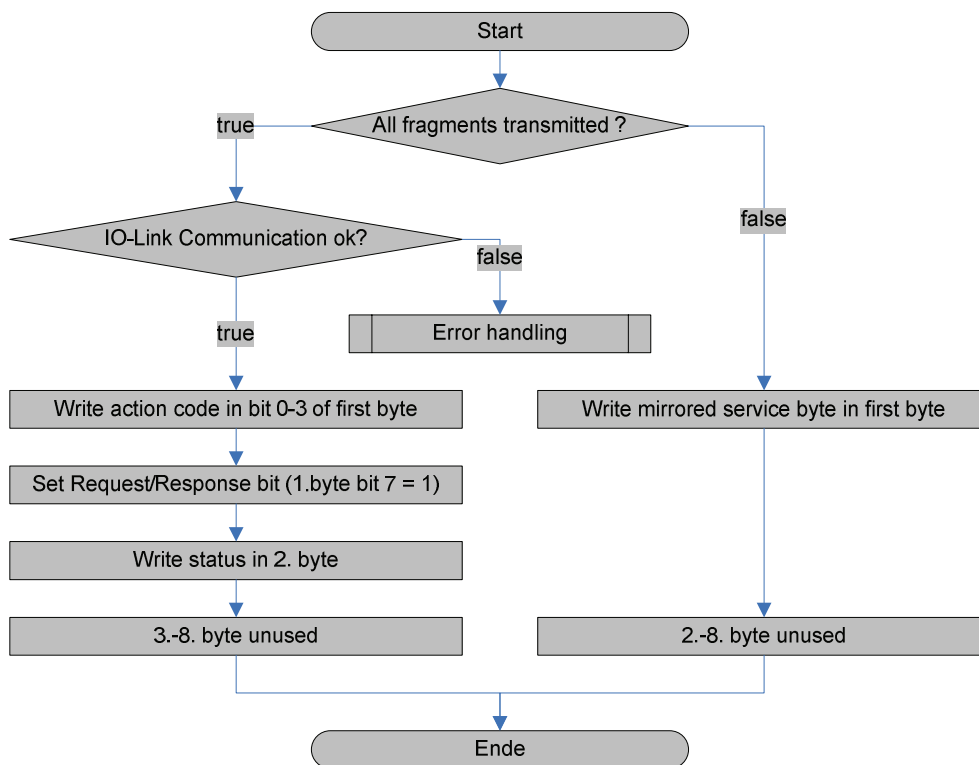 Start
All fragments transmitted ?
true
false
IO-Link Communication ok?
false
true
Error handling
Write action code in bit 0-3 of first byte
Write mirrored service byte in first byte
Set Request/Response bit (1.byte bit 7 = 1)
Write status in 2. byte
3.-8. byte unused
2.-8. byte unused
Ende